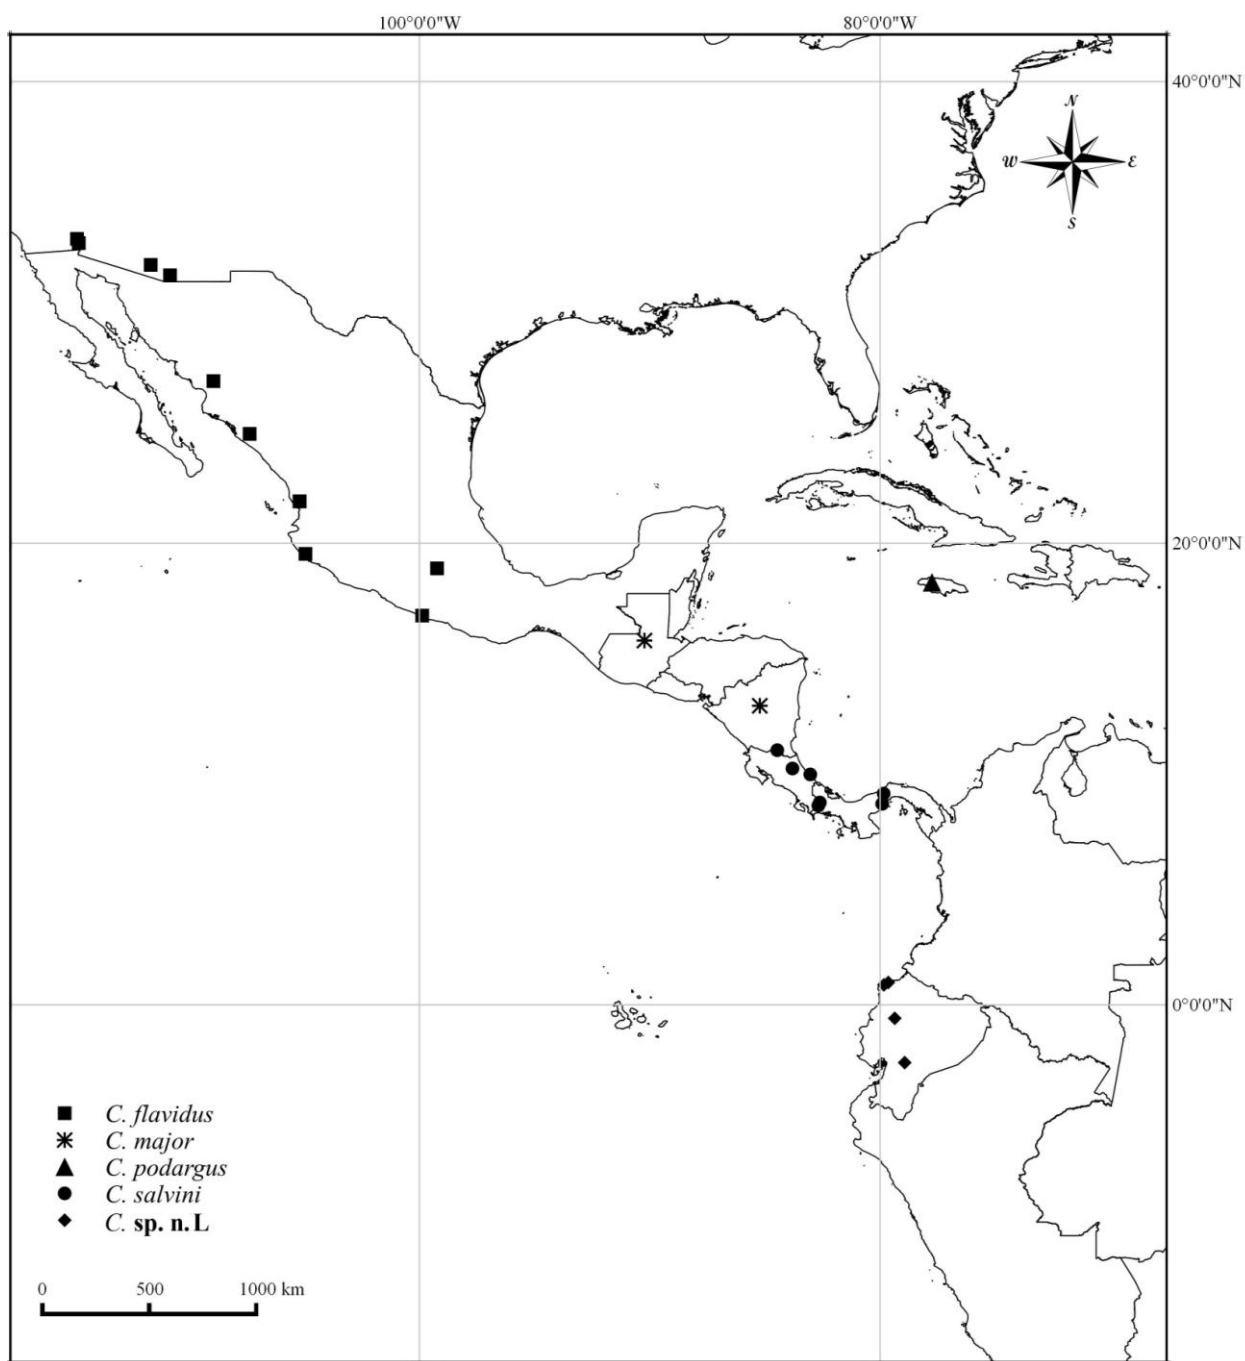 100°0'0"W 80°0'0"W
40°0'0"N
N
W E
S
20°0'0"N
0°0'0"N
C. flavidus
C. major
C. podargus
C. salvini
C. sp. n. L
0 500 1000 km